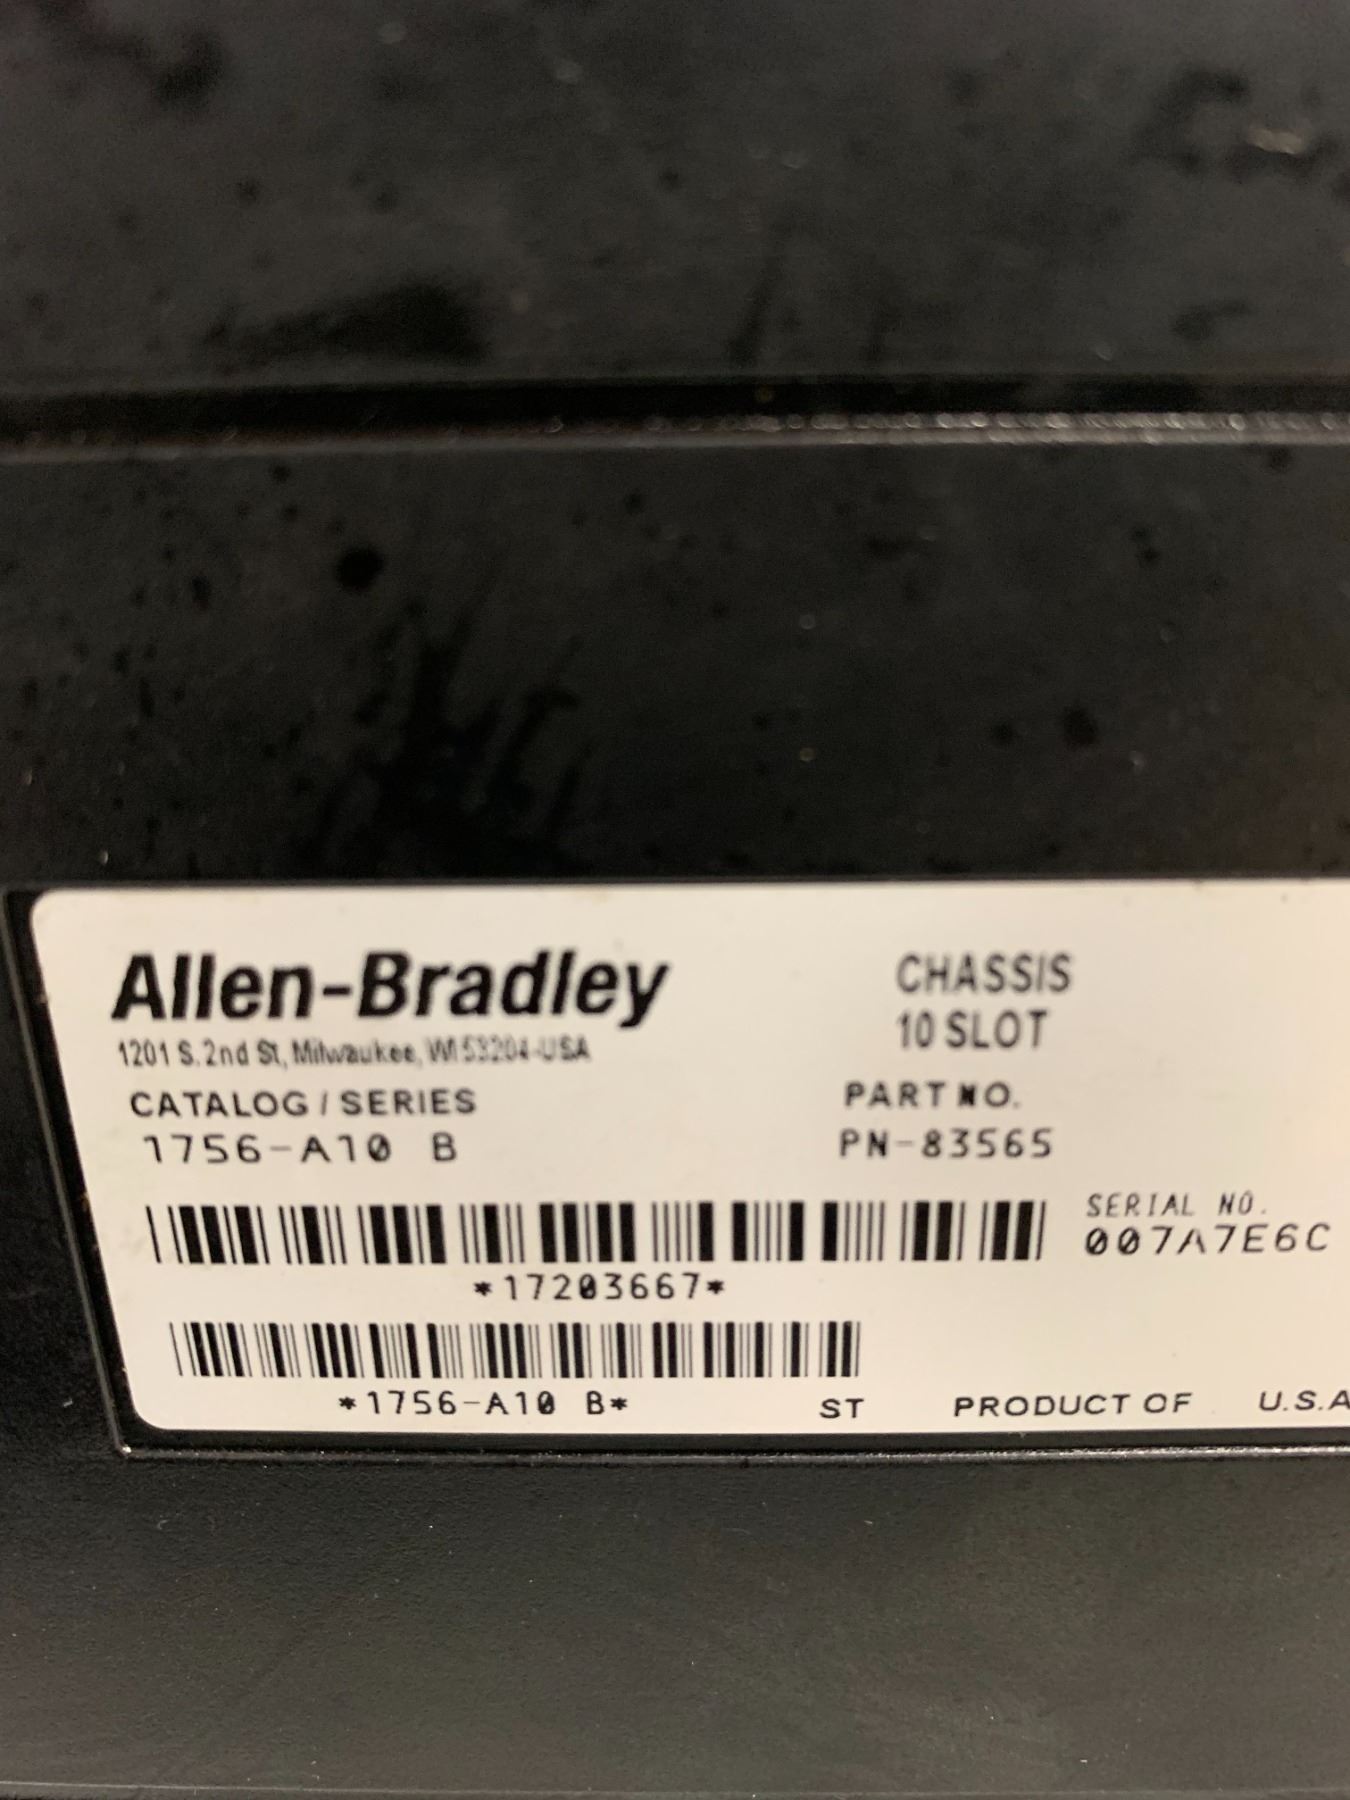 Allen-Bradley
1201 S. 2nd St, Milwaukee, WI 53204-USA
CHASSIS
10 SLOT
CATALOG / SERIES
1756-A10 B
PART NO.
PN-83565
SERIAL NO.
007A7E6C
*17203667*
*1756-A10 B*
ST PRODUCT OF U.S.A